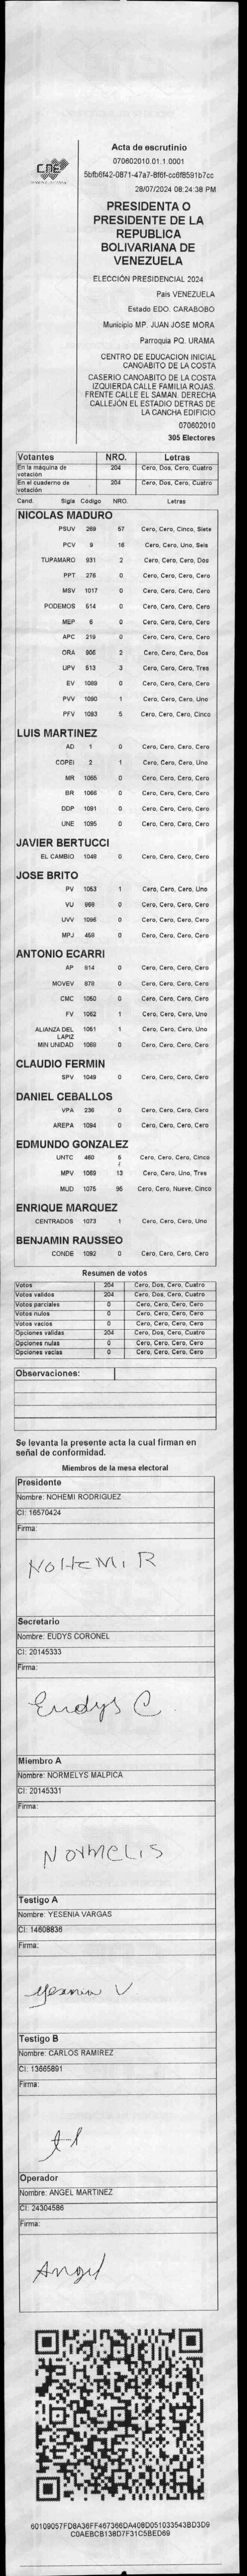 CNE
Acta de escrutinio
070602010.01.1.0001
5bfb6f42-0871-47a7-8f6f-cc6f8591b7cc
28/07/2024 08:24:38 PM
PRESIDENTA O
PRESIDENTE DE LA
REPUBLICA
BOLIVARIANA DE
VENEZUELA
ELECCIÓN PRESIDENCIAL 2024
País VENEZUELA
Estado EDO. CARABOBO
Municipio MP. JUAN JOSE MORA
Parroquia PQ. URAMA
CENTRO DE EDUCACION INICIAL
CANOABITO DE LA COSTA
CASERIO CANOABITO DE LA COSTA
IZQUIERDA CALLE FAMILIA ROJAS.
FRENTE CALLE EL SAMAN. DERECHA
CALLEJÓN EL ESTADIO DETRAS DE
LA CANCHA EDIFICIO
070602010
305 Electores
Votantes NRO. Letras
En la máquina de votación 204 Cero, Dos, Cero, Cuatro
En el cuaderno de votación 204 Cero, Dos, Cero, Cuatro
Cand. Sigla Código NRO. Letras
NICOLAS MADURO
PSUV 269 57 Cero, Cero, Cinco, Siete
PCV 9 16 Cero, Cero, Uno, Seis
TUPAMARO 931 2 Cero, Cero, Cero, Dos
PPT 276 0 Cero, Cero, Cero, Cero
MSV 1017 0 Cero, Cero, Cero, Cero
PODEMOS 514 0 Cero, Cero, Cero, Cero
MEP 6 0 Cero, Cero, Cero, Cero
APC 219 0 Cero, Cero, Cero, Cero
ORA 906 2 Cero, Cero, Cero, Dos
UPV 513 3 Cero, Cero, Cero, Tres
EV 1089 0 Cero, Cero, Cero, Cero
PVV 1090 1 Cero, Cero, Cero, Uno
PFV 1093 5 Cero, Cero, Cero, Cinco
LUIS MARTINEZ
AD 1 0 Cero, Cero, Cero, Cero
COPEI 2 1 Cero, Cero, Cero, Uno
MR 1065 0 Cero, Cero, Cero, Cero
BR 1066 0 Cero, Cero, Cero, Cero
DDP 1091 0 Cero, Cero, Cero, Cero
UNE 1095 0 Cero, Cero, Cero, Cero
JAVIER BERTUCCI
EL CAMBIO 1048 0 Cero, Cero, Cero, Cero
JOSE BRITO
PV 1053 1 Cero, Cero, Cero, Uno
VU 868 0 Cero, Cero, Cero, Cero
UVV 1096 0 Cero, Cero, Cero, Cero
MPJ 459 0 Cero, Cero, Cero, Cero
ANTONIO ECARRI
AP 814 0 Cero, Cero, Cero, Cero
MOVEV 878 0 Cero, Cero, Cero, Cero
CMC 1050 0 Cero, Cero, Cero, Cero
FV 1052 1 Cero, Cero, Cero, Uno
ALIANZA DEL LAPIZ 1051 1 Cero, Cero, Cero, Uno
MIN UNIDAD 1068 0 Cero, Cero, Cero, Cero
CLAUDIO FERMIN
SPV 1049 0 Cero, Cero, Cero, Cero
DANIEL CEBALLOS
VPA 236 0 Cero, Cero, Cero, Cero
AREPA 1094 0 Cero, Cero, Cero, Cero
EDMUNDO GONZALEZ
UNTC 460 5 Cero, Cero, Cero, Cinco
MPV 1069 13 Cero, Cero, Uno, Tres
MUD 1075 95 Cero, Cero, Nueve, Cinco
ENRIQUE MARQUEZ
CENTRADOS 1073 1 Cero, Cero, Cero, Uno
BENJAMIN RAUSSEO
CONDE 1092 0 Cero, Cero, Cero, Cero
Resumen de votos
Votos 204 Cero, Dos, Cero, Cuatro
Votos validos 204 Cero, Dos, Cero, Cuatro
Votos parciales 0 Cero, Cero, Cero, Cero
Votos nulos 0 Cero, Cero, Cero, Cero
Votos vacios 0 Cero, Cero, Cero, Cero
Opciones validas 204 Cero, Dos, Cero, Cuatro
Opciones nulas 0 Cero, Cero, Cero, Cero
Opciones vacias 0 Cero, Cero, Cero, Cero
Observaciones:
Se levanta la presente acta la cual firman en
señal de conformidad.
Miembros de la mesa electoral
Presidente
Nombre: NOHEMI RODRIGUEZ
CI: 16570424
Firma:
NOHEMI R
Secretario
Nombre: EUDYS CORONEL
CI: 20145333
Firma:
Eudys C
Miembro A
Nombre: NORMELYS MALPICA
CI: 20145331
Firma:
Normelis
Testigo A
Nombre: YESENIA VARGAS
CI: 14608836
Firma:
Yesenia V
Testigo B
Nombre: CARLOS RAMIREZ
CI: 13665891
Firma:
Operador
Nombre: ANGEL MARTINEZ
CI: 24304586
Firma:
Angel
60109057FD8A36FF467366DA408D051033543BD3D9
C0AEBCB138D7F31C5BED69